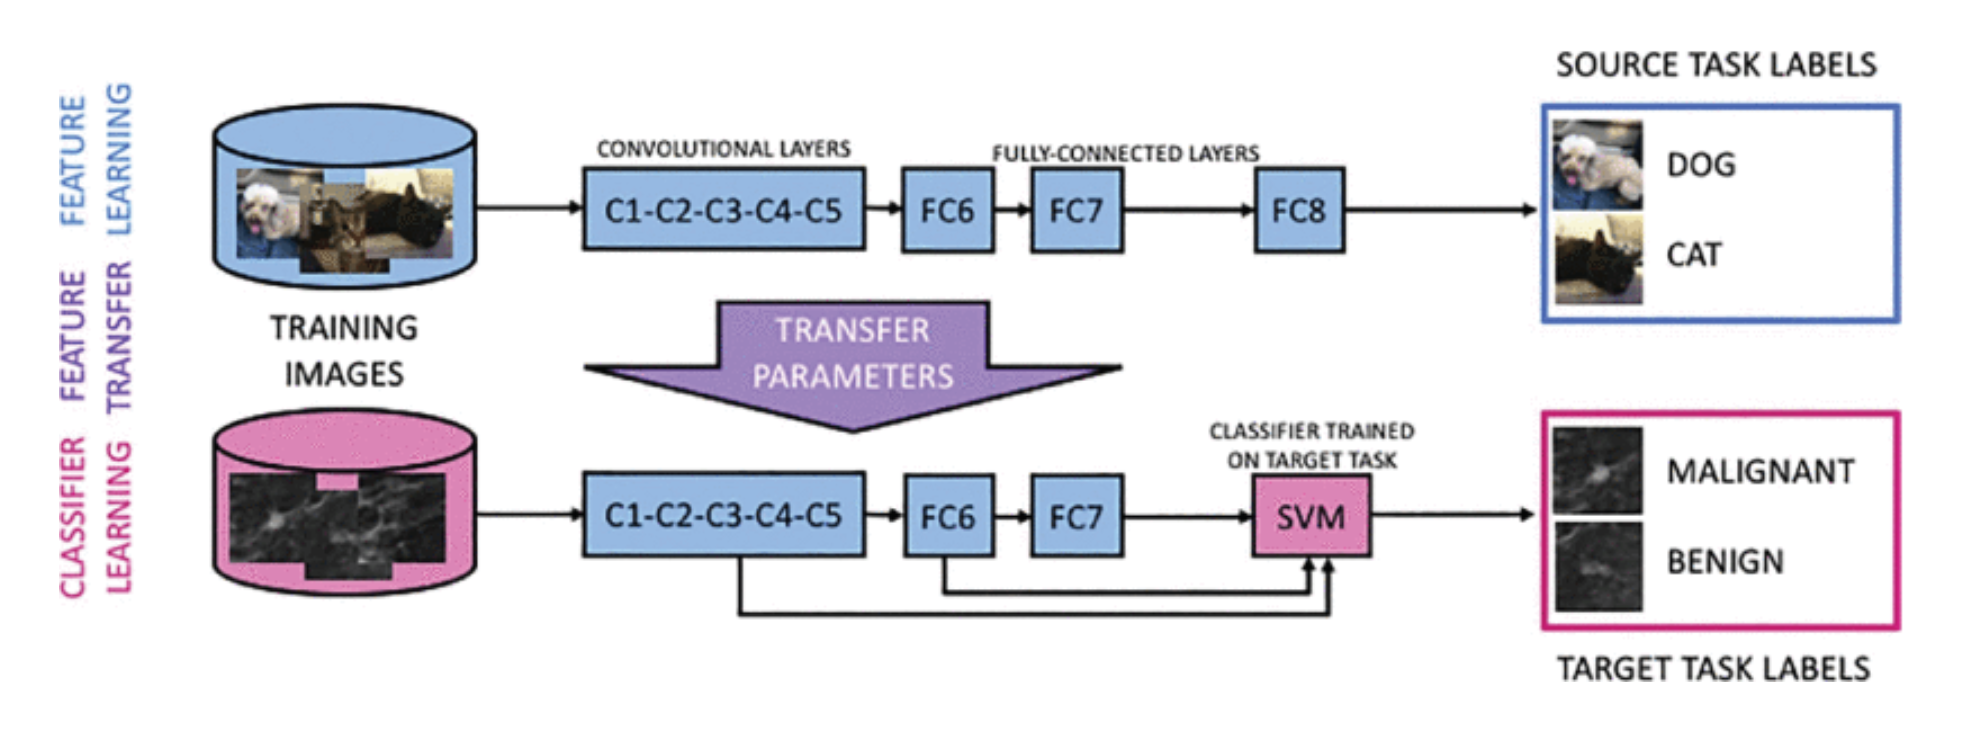 FEATURE
LEARNING
FEATURE
TRANSFER
CLASSIFIER
LEARNING
TRAINING
IMAGES
CONVOLUTIONAL LAYERS
FULLY-CONNECTED LAYERS
C1-C2-C3-C4-C5
FC6
FC7
FC8
SOURCE TASK LABELS
DOG
CAT
TRANSFER
PARAMETERS
C1-C2-C3-C4-C5
FC6
FC7
CLASSIFIER TRAINED
ON TARGET TASK
SVM
MALIGNANT
BENIGN
TARGET TASK LABELS